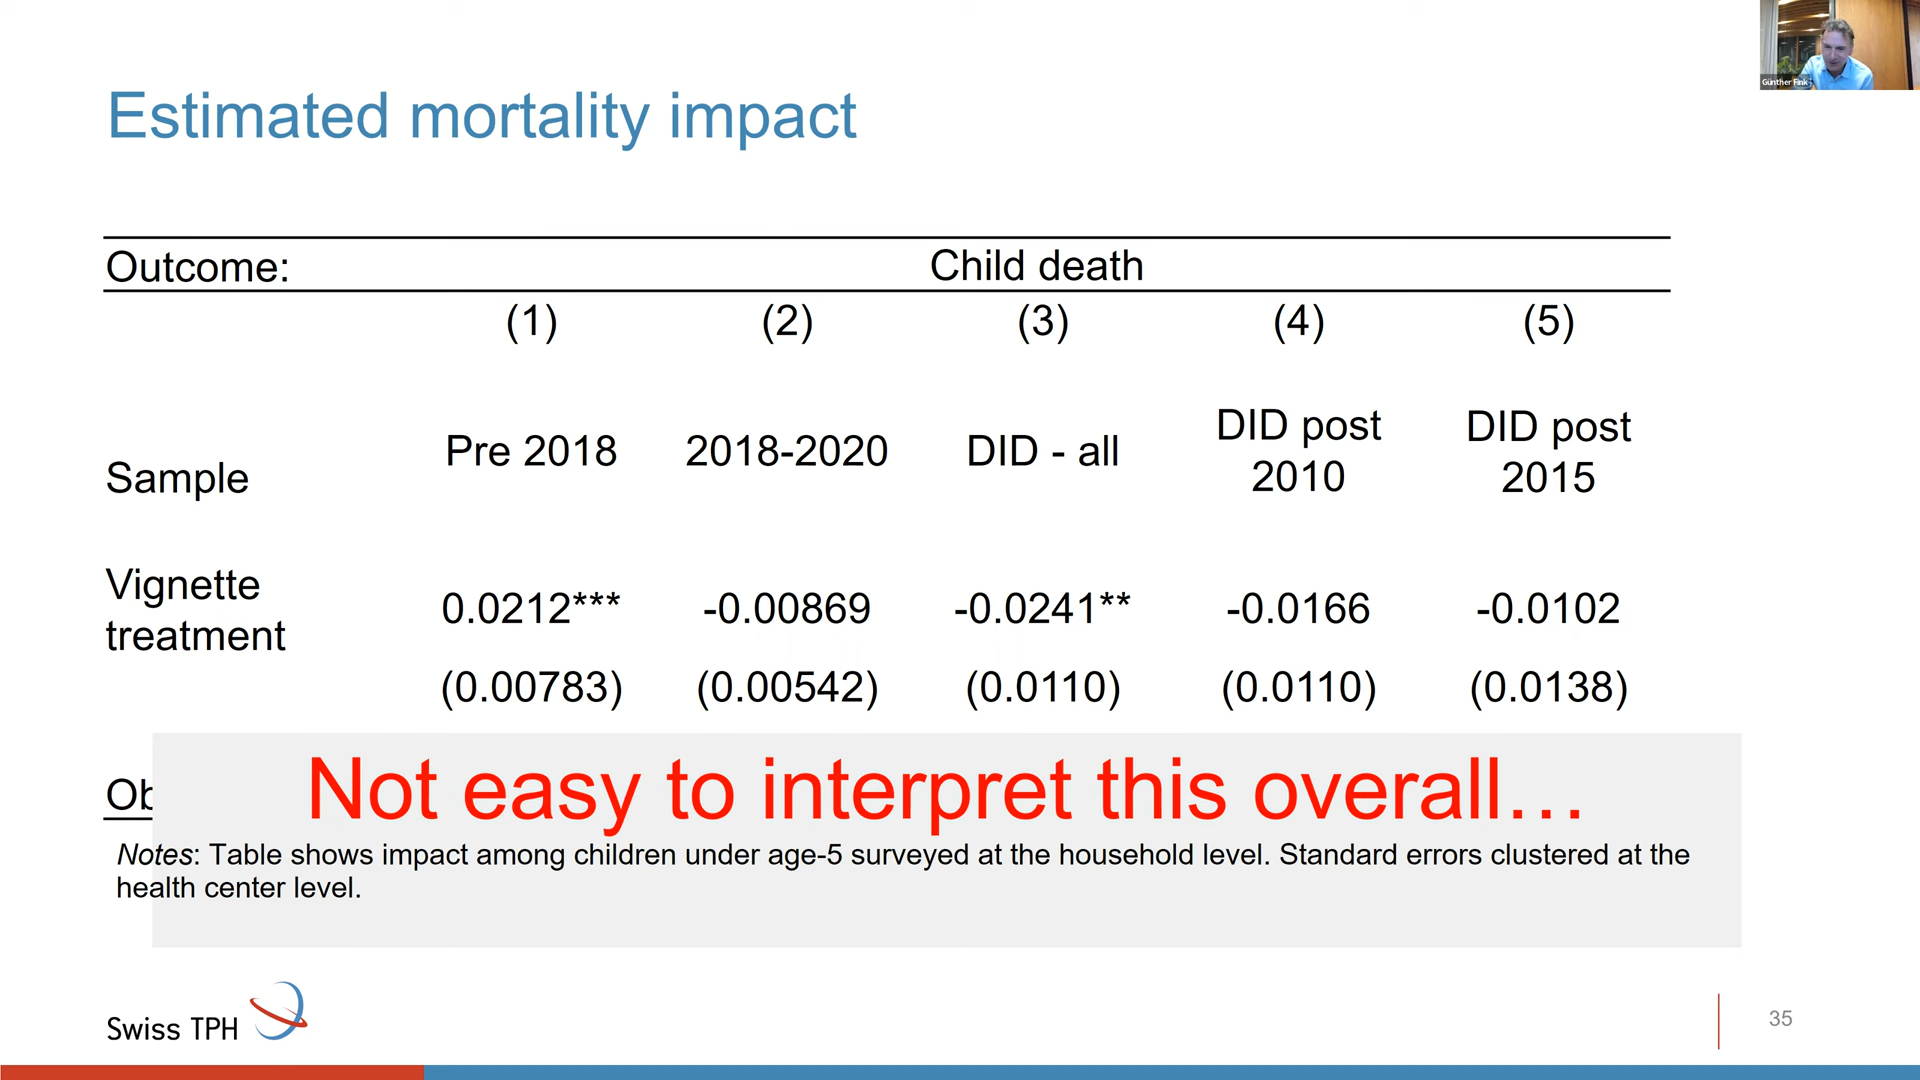 Günther Fink
Estimated mortality impact
Outcome: Child death
(1) (2) (3) (4) (5)
Sample Pre 2018 2018-2020 DID - all DID post 2010 DID post 2015
Vignette treatment 0.0212*** -0.00869 -0.0241** -0.0166 -0.0102
(0.00783) (0.00542) (0.0110) (0.0110) (0.0138)
Not easy to interpret this overall…
Notes: Table shows impact among children under age-5 surveyed at the household level. Standard errors clustered at the
health center level.
Swiss TPH
35